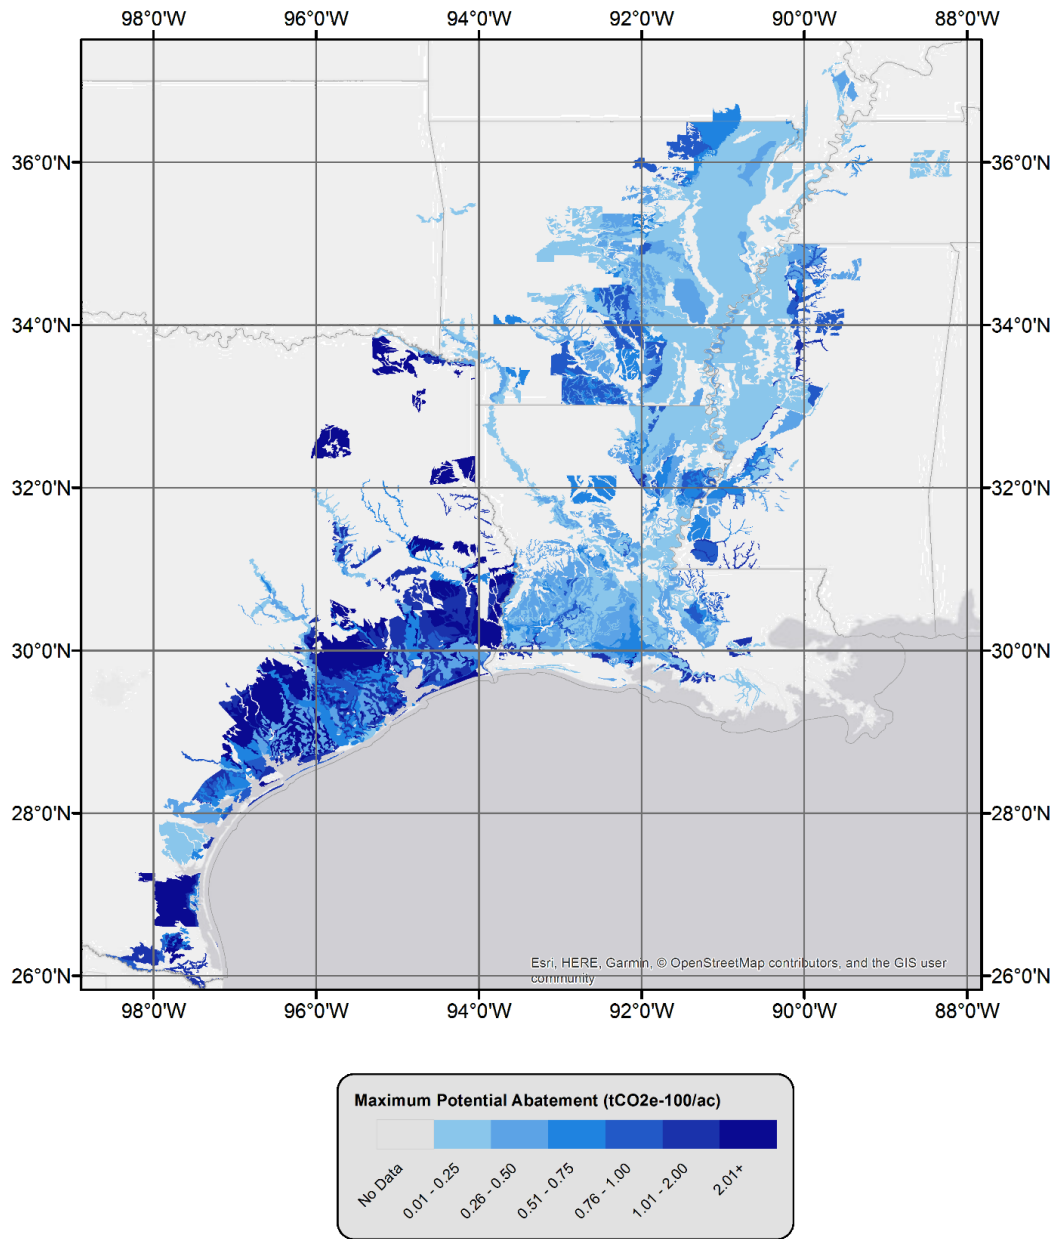 98°0'W 96°0'W 94°0'W 92°0'W 90°0'W 88°0'W
36°0'N 36°0'N
34°0'N 34°0'N
32°0'N 32°0'N
30°0'N 30°0'N
28°0'N 28°0'N
Esri, HERE, Garmin, © OpenStreetMap contributors, and the GIS user
community
26°0'N 26°0'N
98°0'W 96°0'W 94°0'W 92°0'W 90°0'W 88°0'W
Maximum Potential Abatement (tCO2e-100/ac)
No Data 0.01 - 0.25 0.26 - 0.50 0.51 - 0.75 0.76 - 1.00 1.01 - 2.00 2.01+